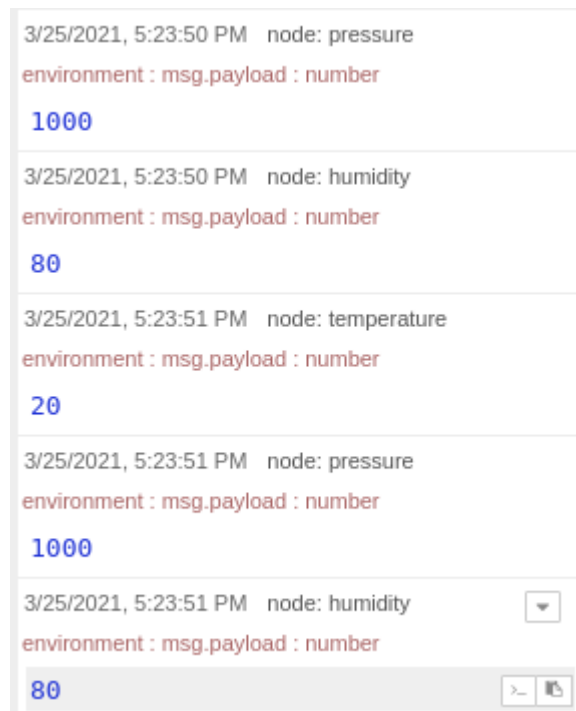 3/25/2021, 5:23:50 PM node: pressure
environment : msg.payload : number
1000
3/25/2021, 5:23:50 PM node: humidity
environment : msg.payload : number
80
3/25/2021, 5:23:51 PM node: temperature
environment : msg.payload : number
20
3/25/2021, 5:23:51 PM node: pressure
environment : msg.payload : number
1000
3/25/2021, 5:23:51 PM node: humidity
environment : msg.payload : number
80